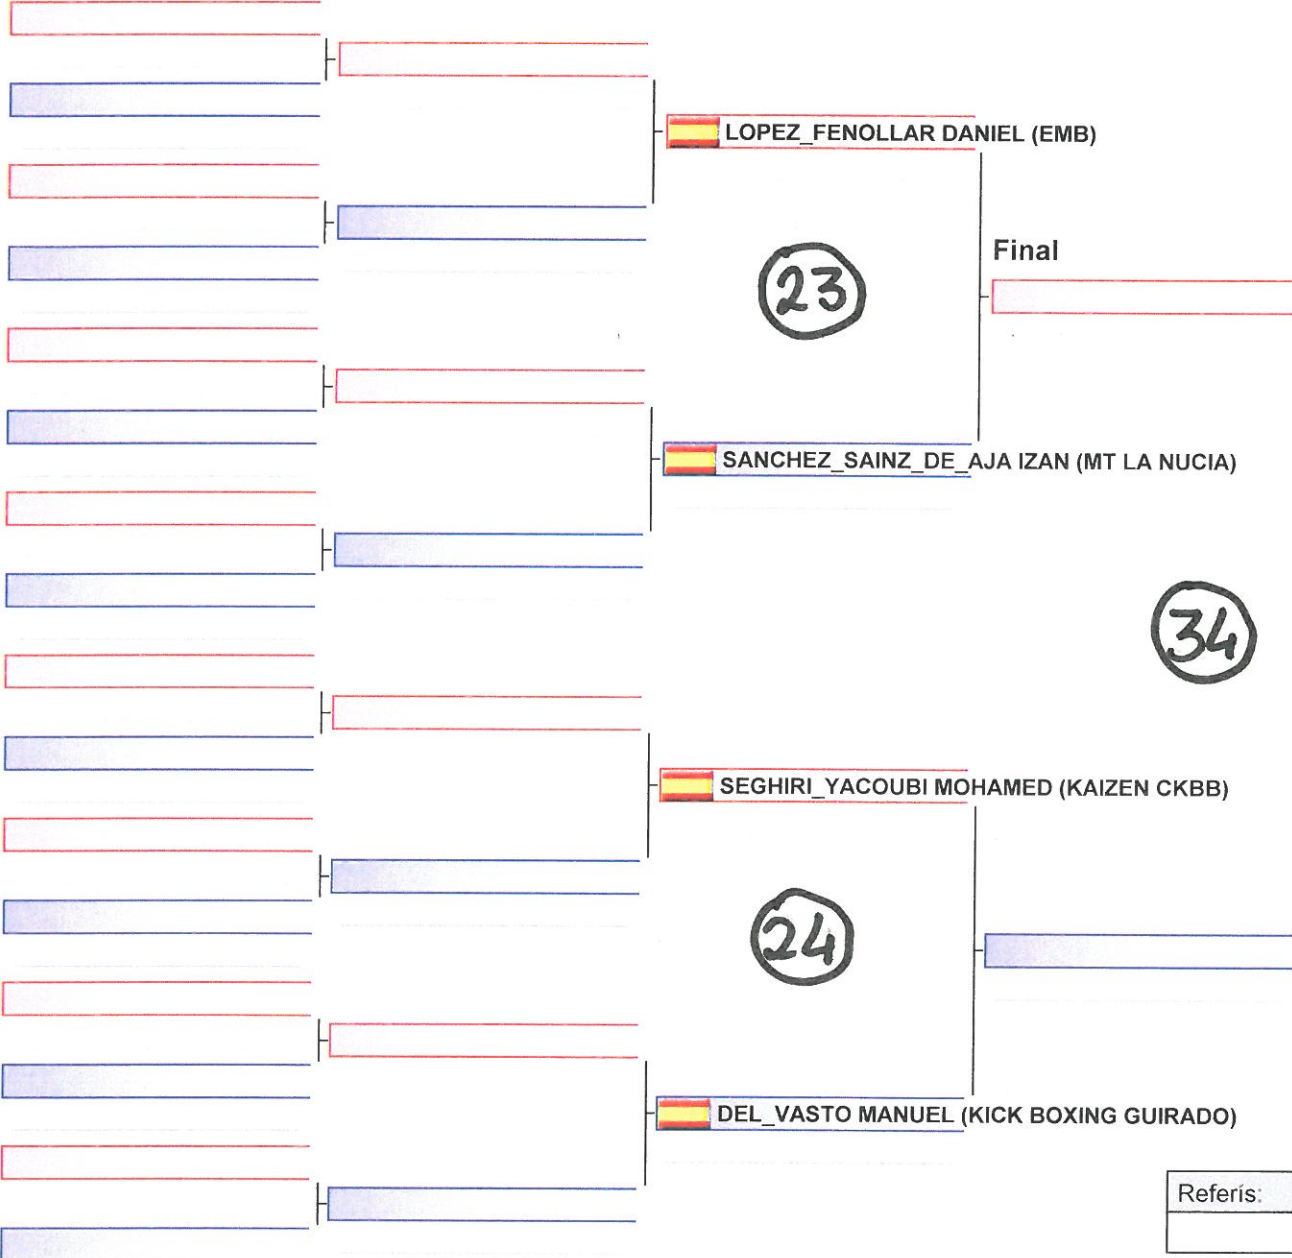 LOPEZ_FENOLLAR DANIEL (EMB)
Final
23
SANCHEZ_SAINZ_DE_AJA IZAN (MT LA NUCIA)
34
SEGHIRI_YACOUBI MOHAMED (KAIZEN CKBB)
24
DEL_VASTO MANUEL (KICK BOXING GUIRADO)
Referís: